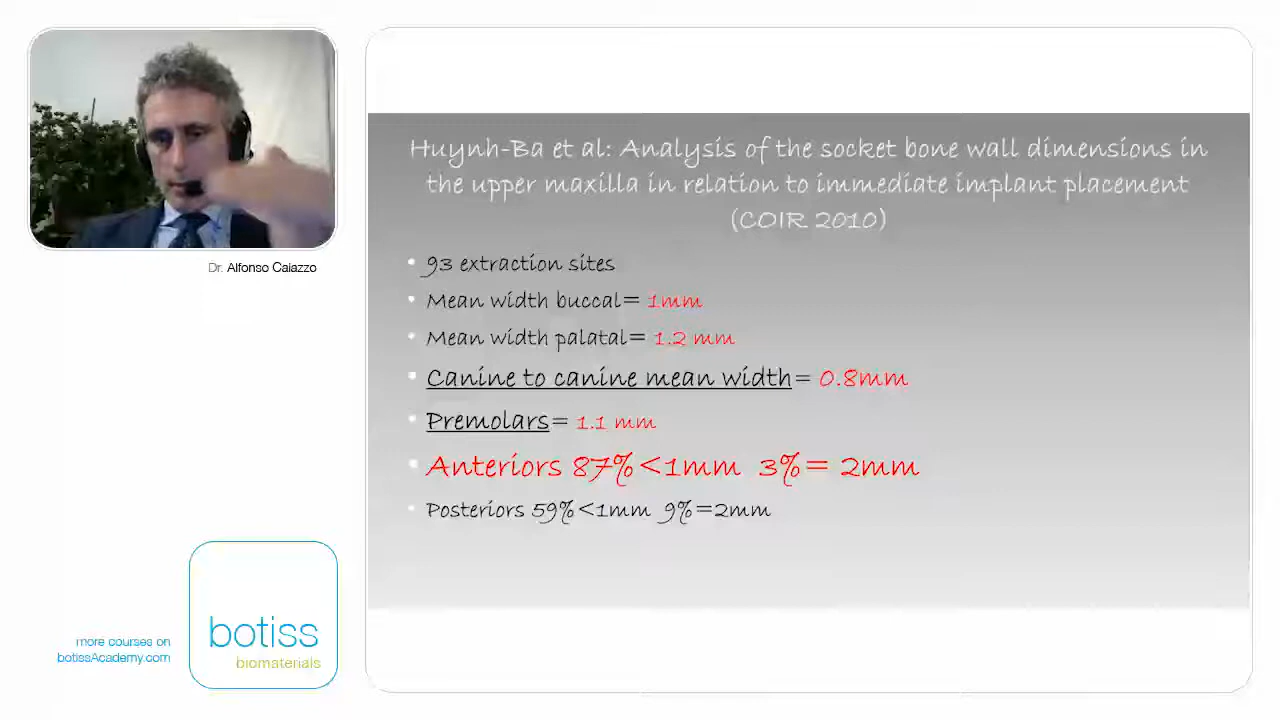 Dr. Alfonso Caiazzo
Huynh-Ba et al: Analysis of the socket bone wall dimensions in
the upper maxilla in relation to immediate implant placement
(COIR 2010)
• 93 extraction sites
• Mean width buccal= 1mm
• Mean width palatal= 1.2 mm
• Canine to canine mean width= 0.8mm
• Premolars= 1.1 mm
• Anteriors 87%<1mm 3%= 2mm
• Posteriors 59%<1mm 9%=2mm
botiss
biomaterials
more courses on
botissAcademy.com